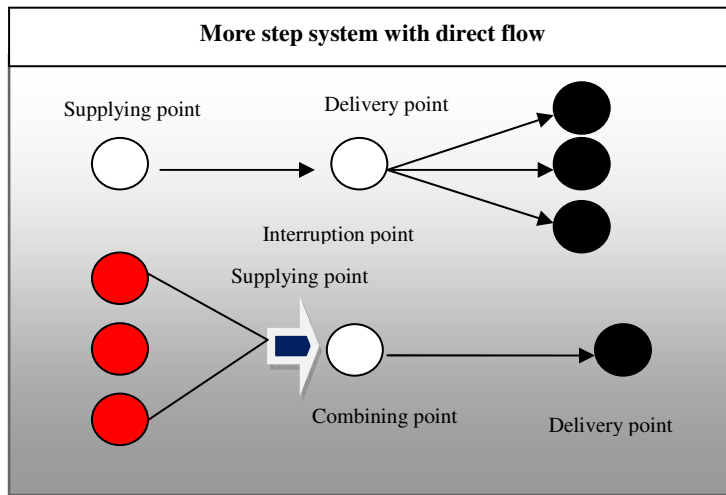 More step system with direct flow
Supplying point
Delivery point
Interruption point
Supplying point
Combining point
Delivery point